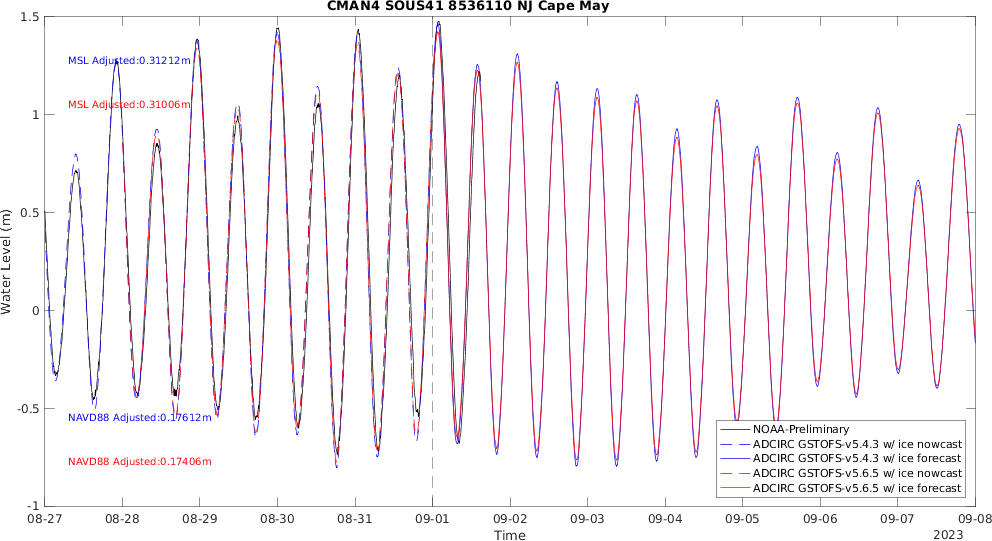 CMAN4 SOUS41 8536110 NJ Cape May
1.5
1
0.5
0
-0.5
-1
Water Level (m)
MSL Adjusted:0.31212m
MSL Adjusted:0.31006m
NAVD88 Adjusted:0.17612m
NAVD88 Adjusted:0.17406m
NOAA-Preliminary
ADCIRC GSTOFS-v5.4.3 w/ ice nowcast
ADCIRC GSTOFS-v5.4.3 w/ ice forecast
ADCIRC GSTOFS-v5.6.5 w/ ice nowcast
ADCIRC GSTOFS-v5.6.5 w/ ice forecast
08-27 08-28 08-29 08-30 08-31 09-01 09-02 09-03 09-04 09-05 09-06 09-07 09-08
Time
2023